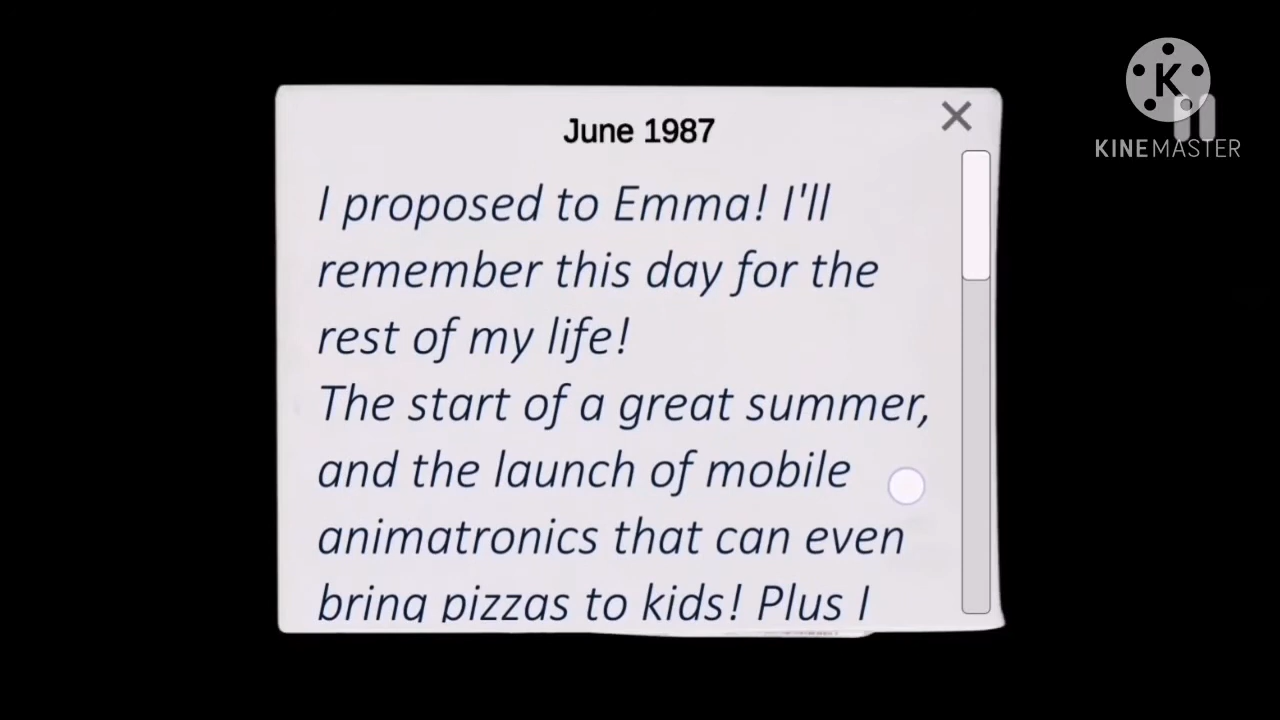 June 1987
I proposed to Emma! I'll
remember this day for the
rest of my life!
The start of a great summer,
and the launch of mobile
animatronics that can even
bring pizzas to kids! Plus I
K
KINEMASTER